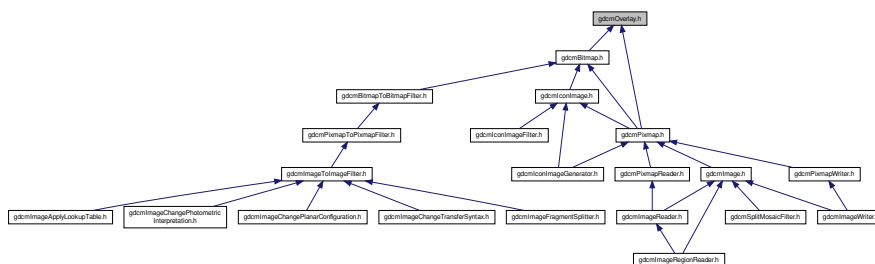 gdcmOverlay.h
gdcmBitmap.h
gdcmBitmapToBitmapFilter.h
gdcmIconImage.h
gdcmPixmapToPixmapFilter.h
gdcmIconImageFilter.h
gdcmPixmap.h
gdcmImageToImageFilter.h
gdcmIconImageGenerator.h
gdcmPixmapReader.h
gdcmImage.h
gdcmPixmapWriter.h
gdcmImageApplyLookupTable.h
gdcmImageChangePhotometric
Interpretation.h
gdcmImageChangePlanarConfiguration.h
gdcmImageChangeTransferSyntax.h
gdcmImageFragmentSplitter.h
gdcmImageReader.h
gdcmSplitMosaicFilter.h
gdcmImageWriter.
gdcmImageRegionReader.h